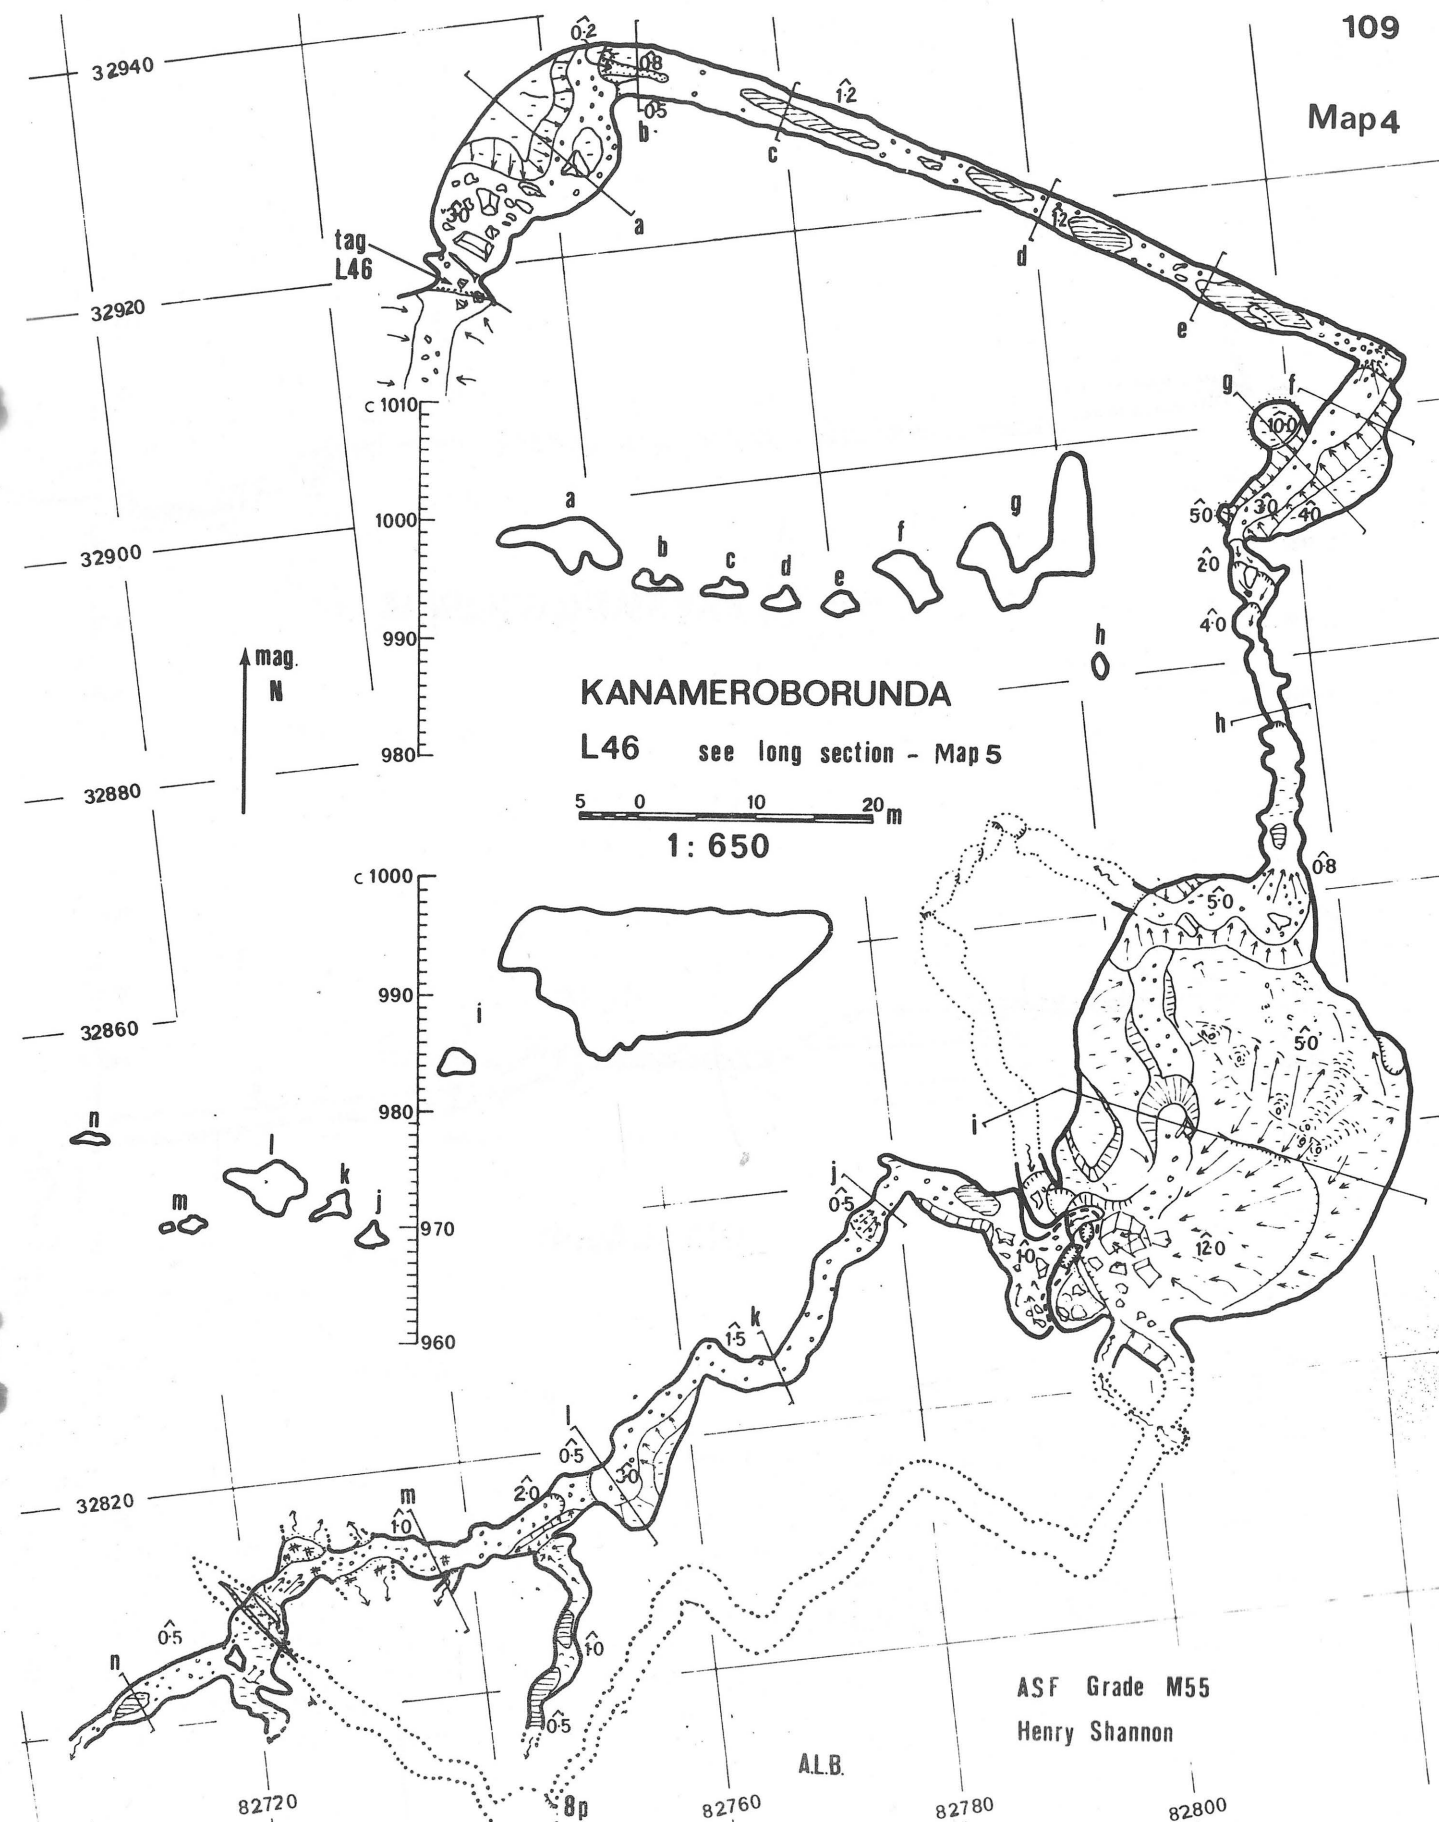 109
Map 4
32940
0.2
0.8
0.5
b
1.2
c
a
3.0
tag
L46
32920
1.2
d
e
c 1010
g
f
10.0
a
1000
5.0
3.0
4.0
32900
b
c
d
e
f
g
2.0
990
4.0
h
mag.
N
KANAMEROBORUNDA
h
980
L46 see long section - Map 5
32880
5 0 10 20 m
1: 650
0.8
c 1000
5.0
990
i
32860
5.0
980
n
i
l
k
j
j
0.5
m
970
1.0
12.0
k
1.5
960
l
0.5
3.0
32820
m
2.0
1.0
0.5
1.0
n
0.5
ASF Grade M55
Henry Shannon
A.L.B.
8p
82720
82760
82780
82800